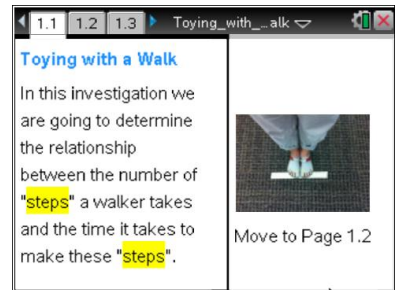 1.1 1.2 1.3 Toying_with_...alk
Toying with a Walk
In this investigation we
are going to determine
the relationship
between the number of
"steps" a walker takes
and the time it takes to
make these "steps".
Move to Page 1.2